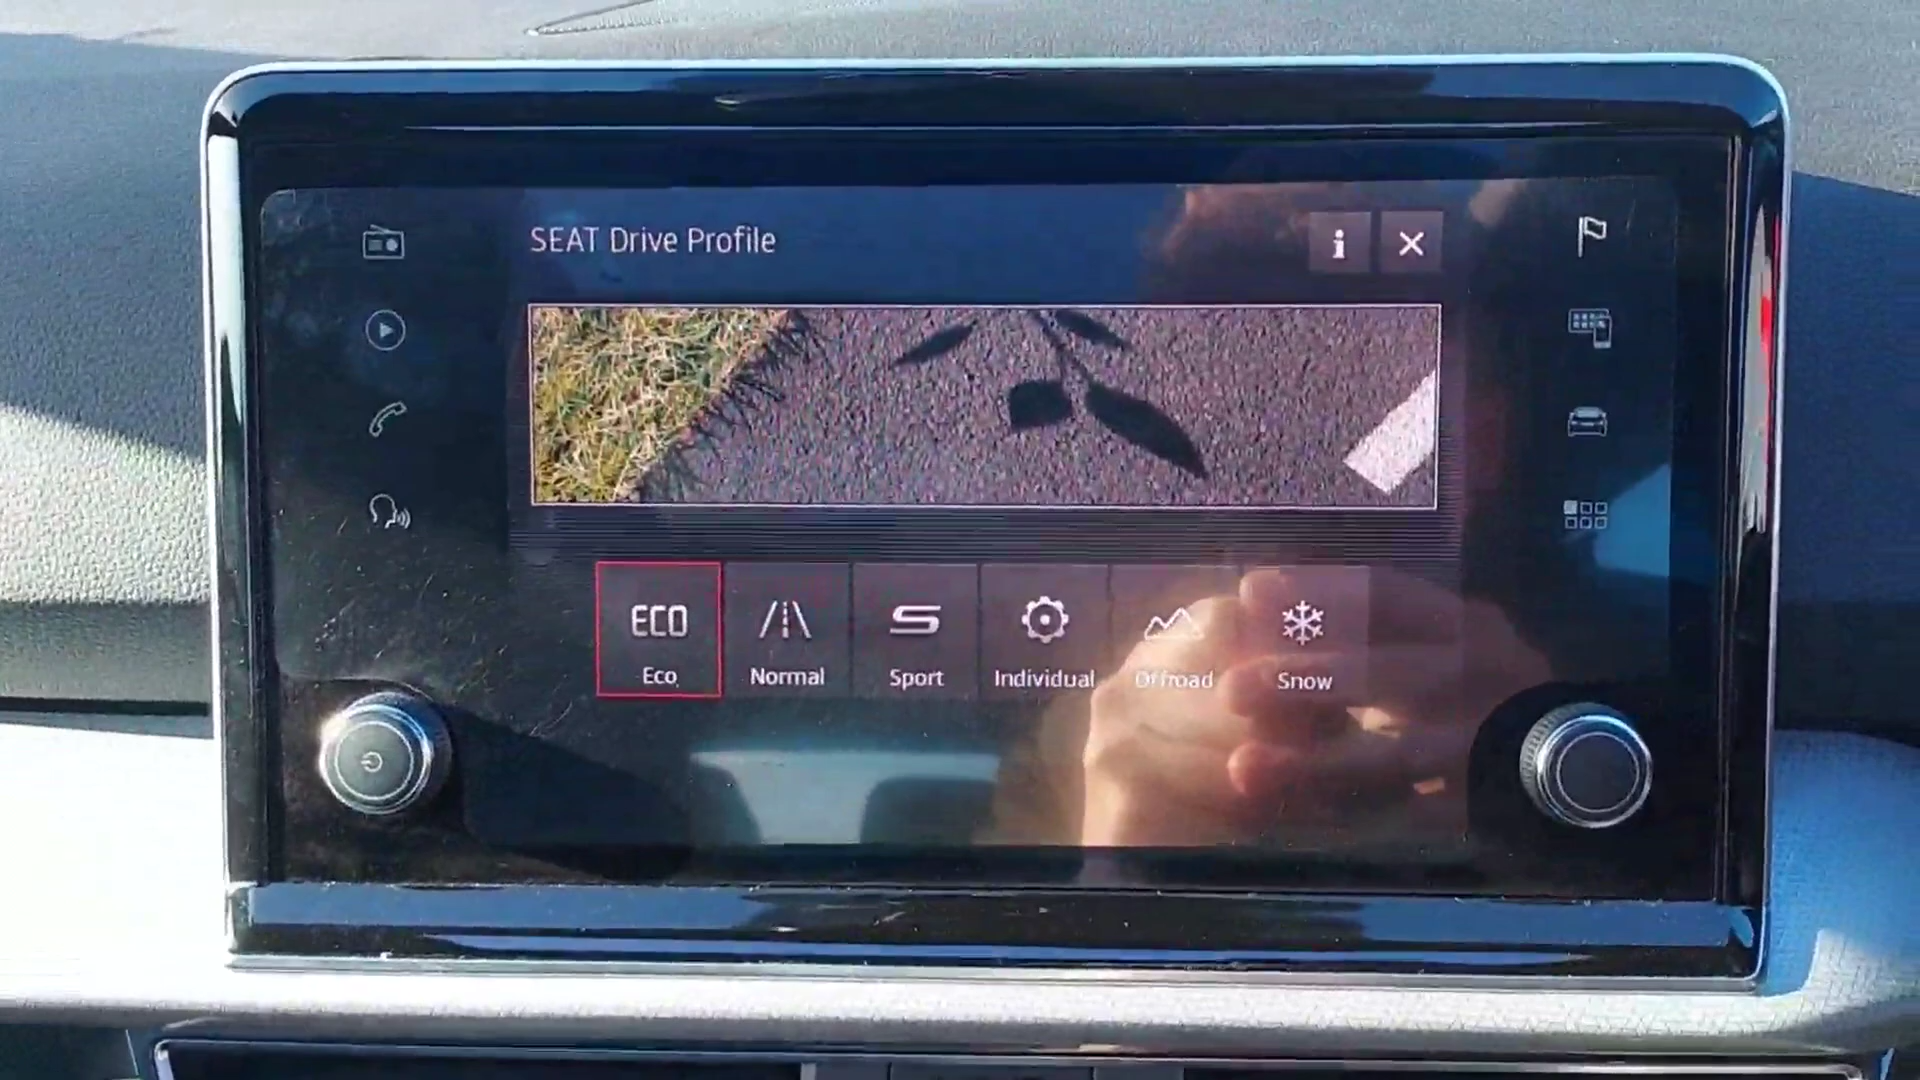 SEAT Drive Profile
i
ECO
S
Eco
Normal
Sport
Individual
Offroad
Snow